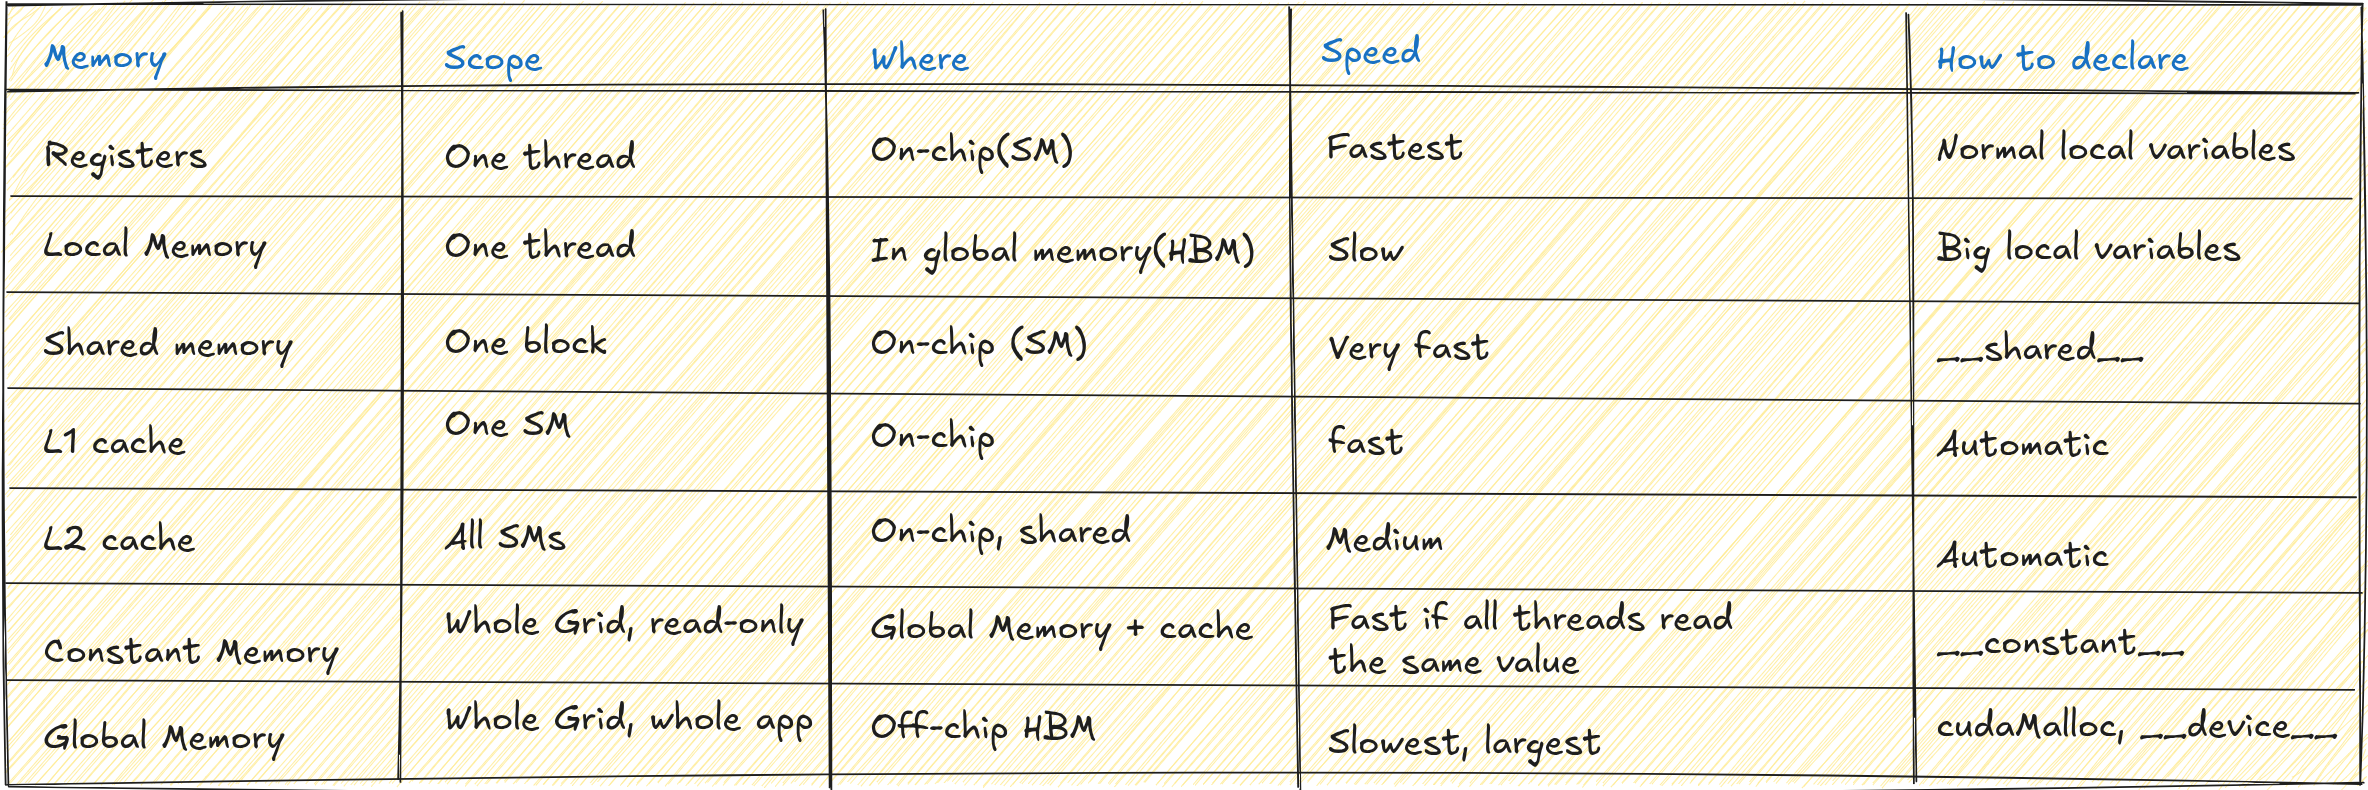 Memory Scope Where Speed How to declare
Registers One thread On-chip(SM) Fastest Normal local variables
Local Memory One thread In global memory(HBM) Slow Big local variables
Shared memory One block On-chip (SM) Very fast __shared__
L1 cache One SM On-chip fast Automatic
L2 cache All SMs On-chip, shared Medium Automatic
Constant Memory Whole Grid, read-only Global Memory + cache Fast if all threads read
the same value __constant__
Global Memory Whole Grid, whole app Off-chip HBM Slowest, largest cudaMalloc, __device__